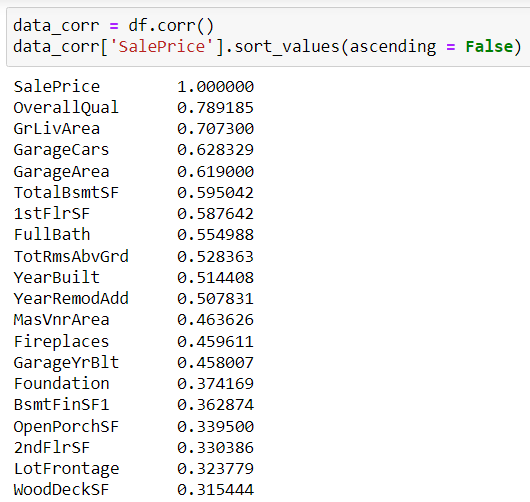 data_corr = df.corr()
data_corr['SalePrice'].sort_values(ascending = False)
SalePrice 1.000000
OverallQual 0.789185
GrLivArea 0.707300
GarageCars 0.628329
GarageArea 0.619000
TotalBsmtSF 0.595042
1stFlrSF 0.587642
FullBath 0.554988
TotRmsAbvGrd 0.528363
YearBuilt 0.514408
YearRemodAdd 0.507831
MasVnrArea 0.463626
Fireplaces 0.459611
GarageYrBlt 0.458007
Foundation 0.374169
BsmtFinSF1 0.362874
OpenPorchSF 0.339500
2ndFlrSF 0.330386
LotFrontage 0.323779
WoodDeckSF 0.315444